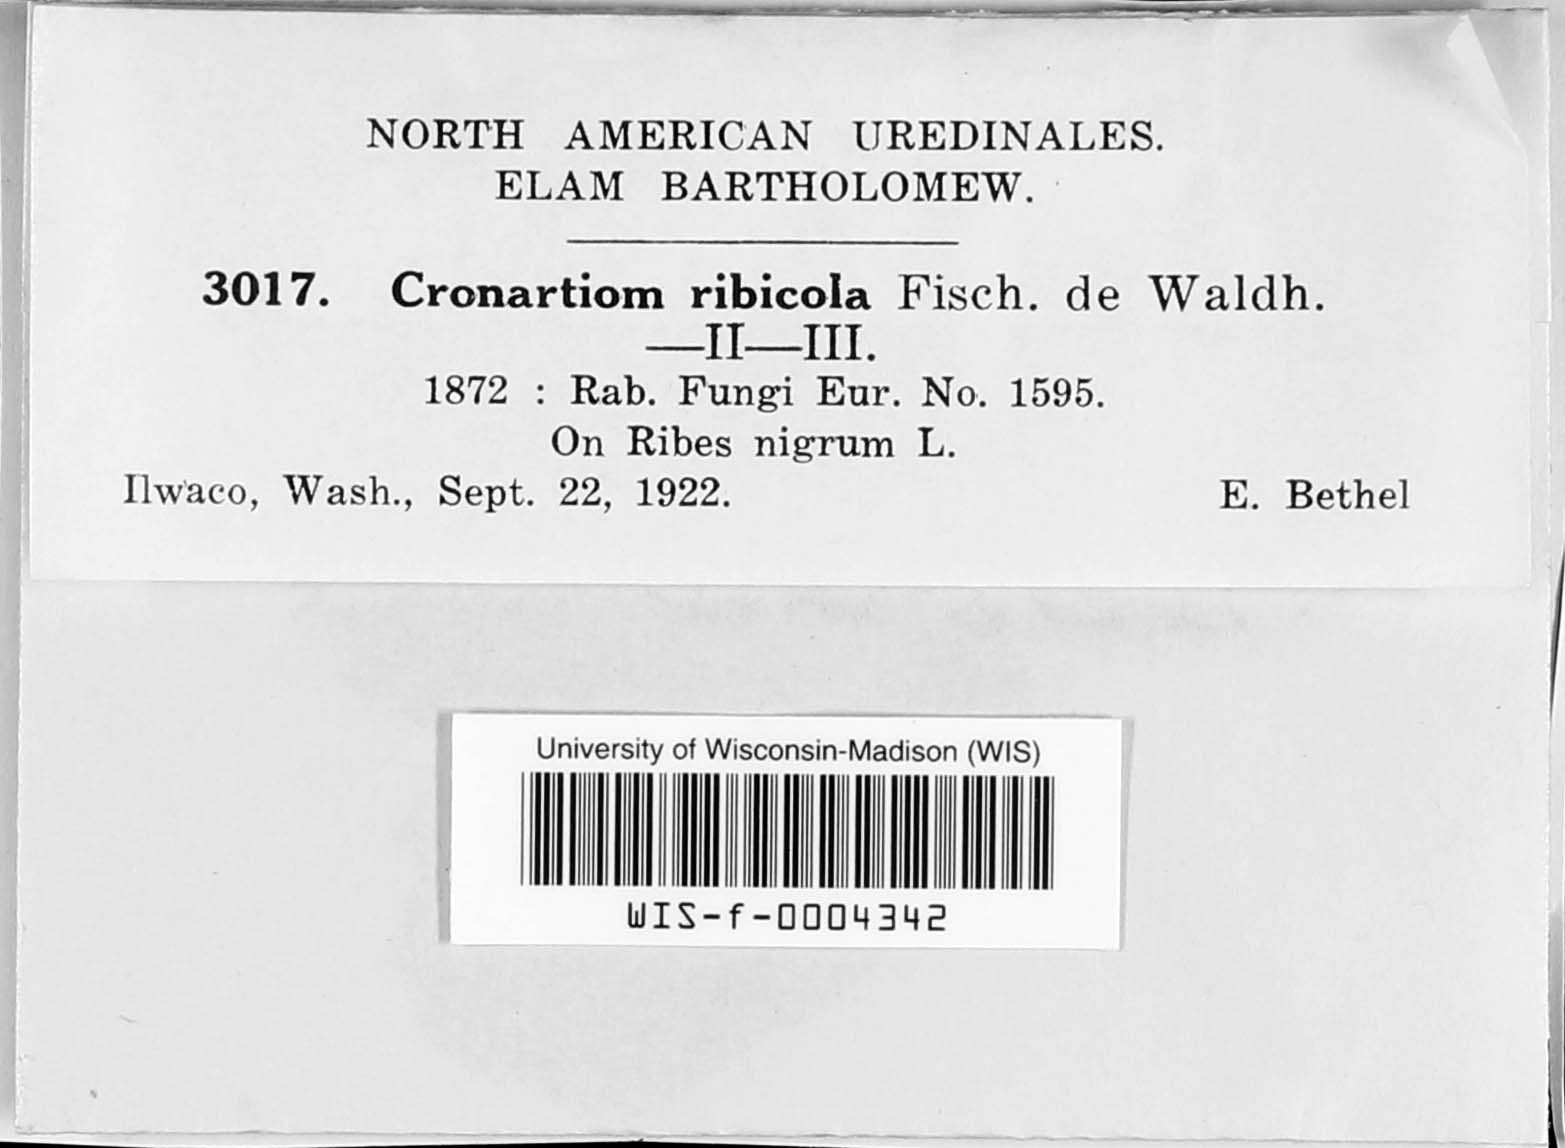 NORTH AMERICAN UREDINALES.
ELAM BARTHOLOMEW.
3017. Cronartiom ribicola Fisch. de Waldh.
—II—III.
1872 : Rab. Fungi Eur. No. 1595.
On Ribes nigrum L.
Ilwaco, Wash., Sept. 22, 1922. E. Bethel
University of Wisconsin-Madison (WIS)
WIS-f-0004342